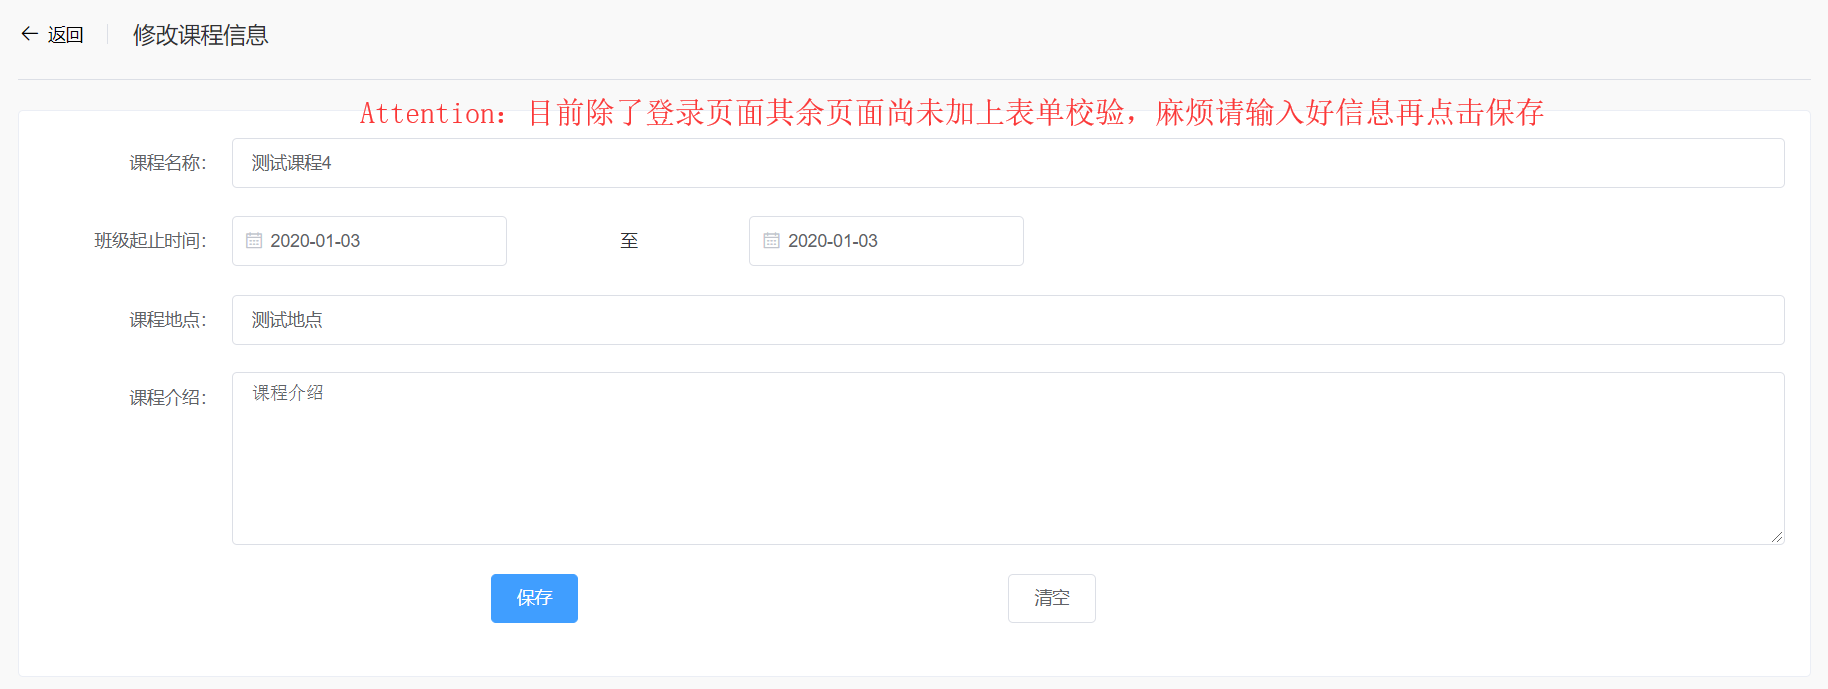 返回 修改课程信息
Attention: 目前除了登录页面其余页面尚未加上表单校验，麻烦请输入好信息再点击保存
课程名称： 测试课程4
班级起止时间： 2020-01-03 至 2020-01-03
课程地点： 测试地点
课程介绍： 课程介绍
保存 清空